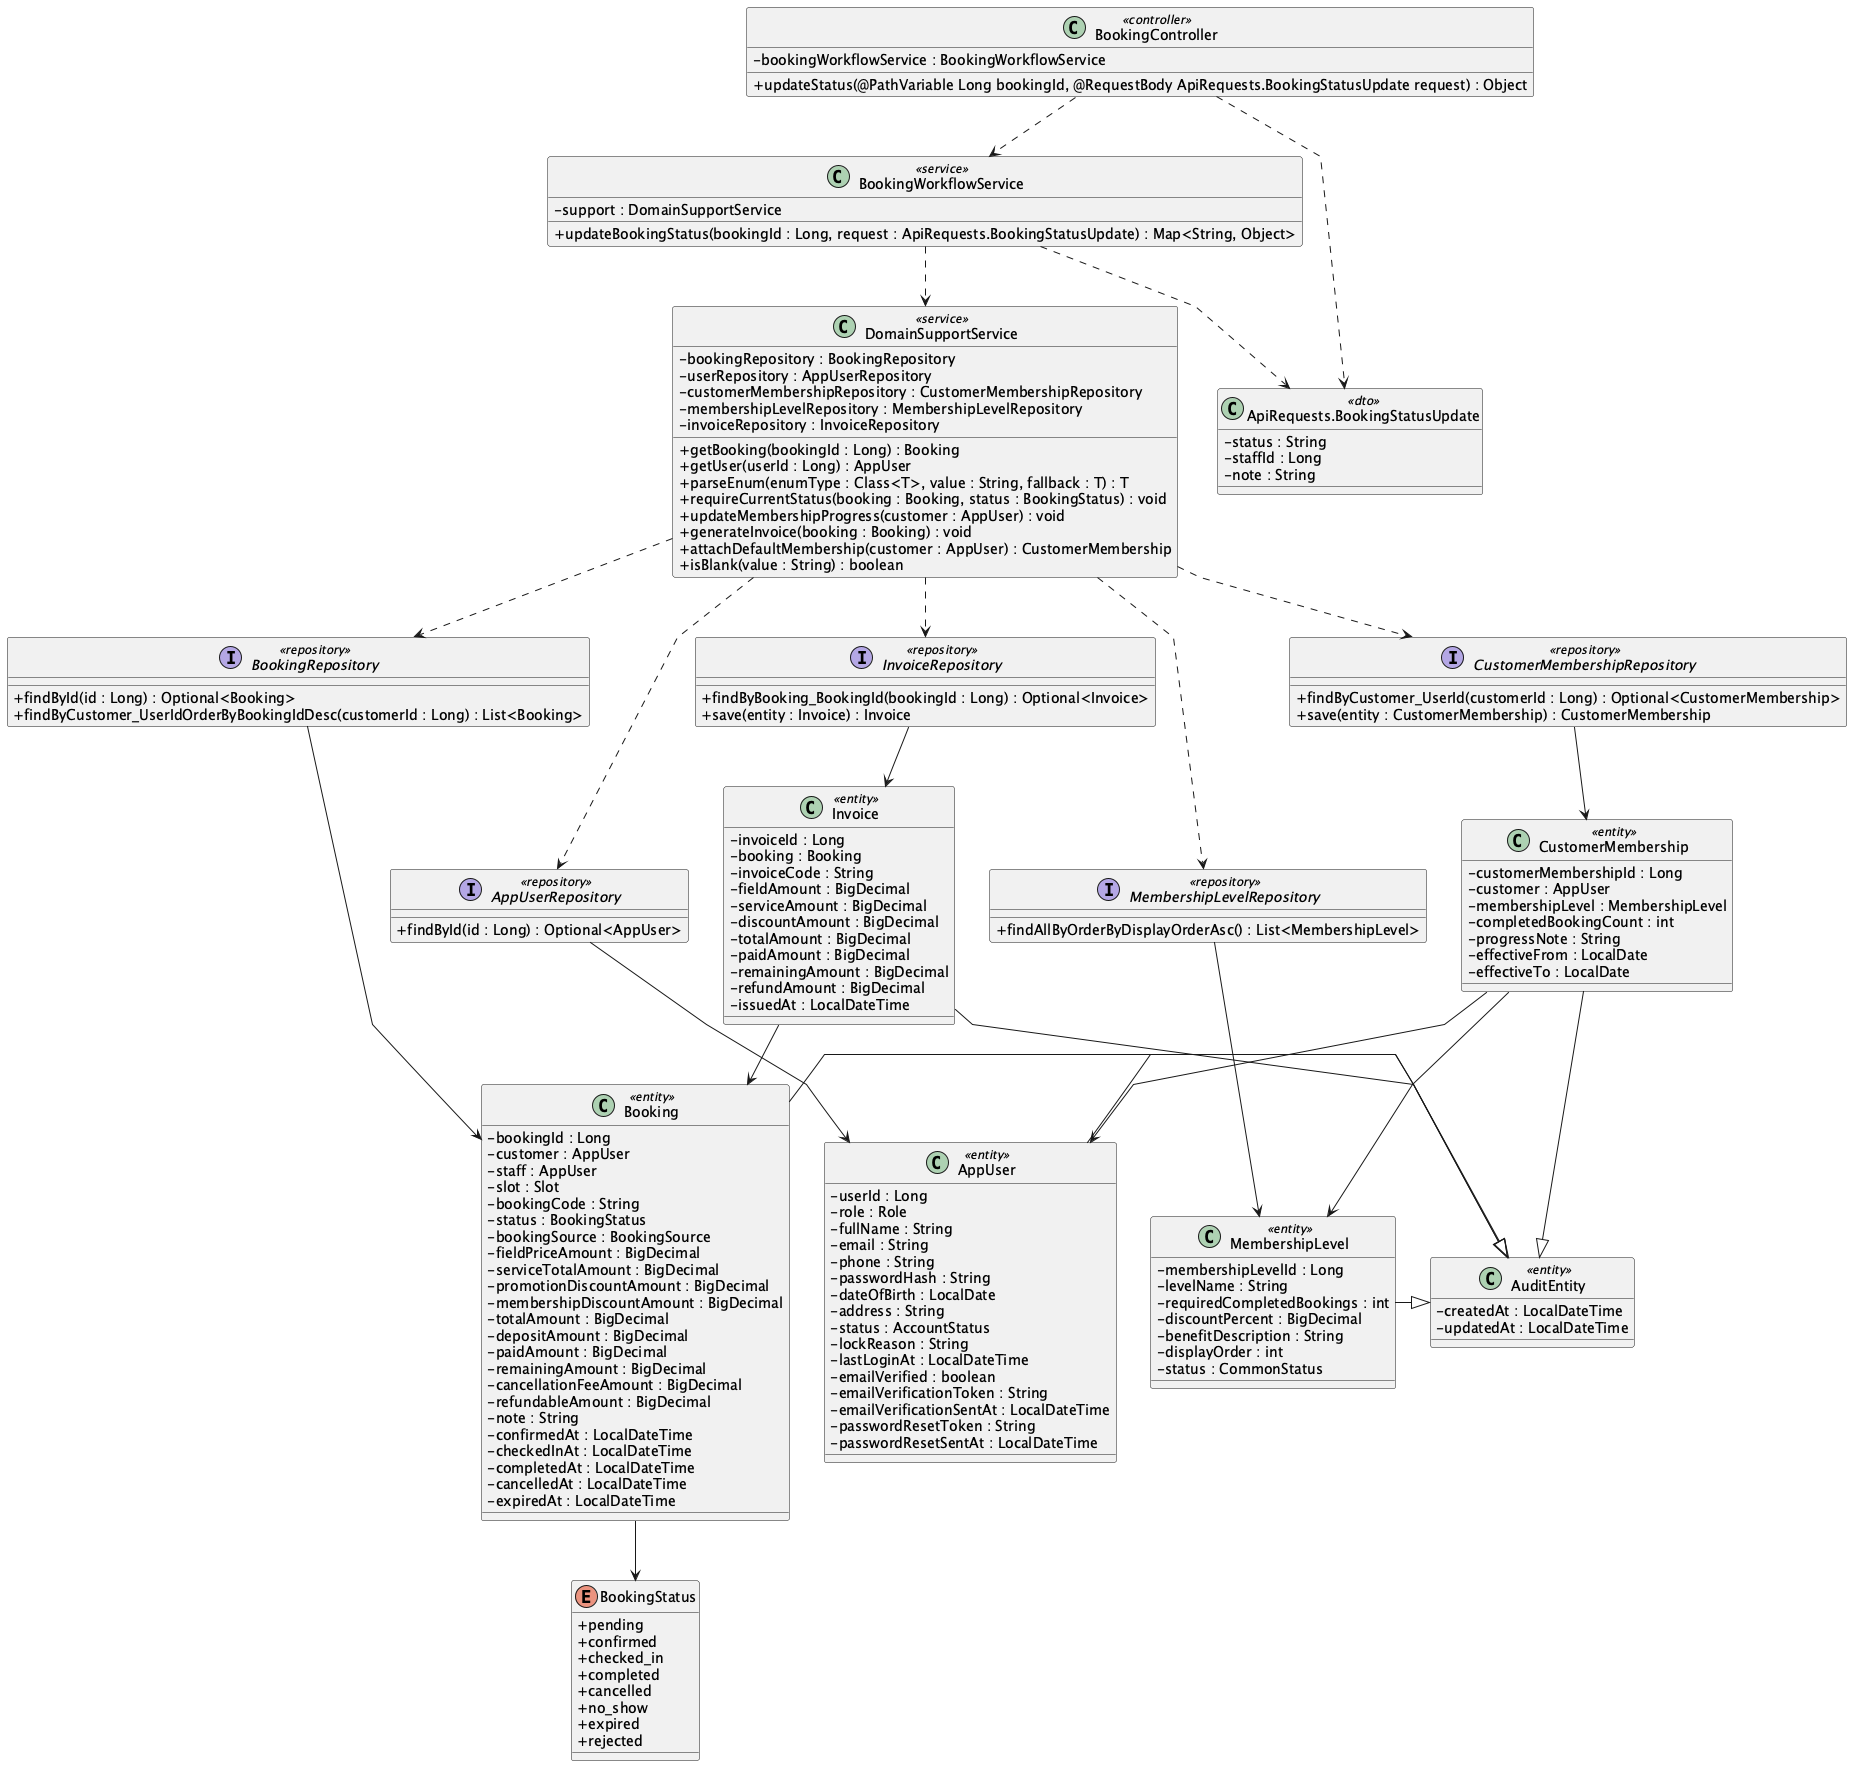 C
«controller»
BookingController
-bookingWorkflowService : BookingWorkflowService
+updateStatus(@PathVariable Long bookingId, @RequestBody ApiRequests.BookingStatusUpdate request) : Object
C
«service»
BookingWorkflowService
-support : DomainSupportService
+updateBookingStatus(bookingId : Long, request : ApiRequests.BookingStatusUpdate) : Map<String, Object>
C
«service»
DomainSupportService
-bookingRepository : BookingRepository
-userRepository : AppUserRepository
-customerMembershipRepository : CustomerMembershipRepository
-membershipLevelRepository : MembershipLevelRepository
-invoiceRepository : InvoiceRepository
+getBooking(bookingId : Long) : Booking
+getUser(userId : Long) : AppUser
+parseEnum(enumType : Class<T>, value : String, fallback : T) : T
+requireCurrentStatus(booking : Booking, status : BookingStatus) : void
+updateMembershipProgress(customer : AppUser) : void
+generateInvoice(booking : Booking) : void
+attachDefaultMembership(customer : AppUser) : CustomerMembership
+isBlank(value : String) : boolean
C
«dto»
ApiRequests.BookingStatusUpdate
-status : String
-staffId : Long
-note : String
I
«repository»
BookingRepository
+findById(id : Long) : Optional<Booking>
+findByCustomer_UserIdOrderByBookingIdDesc(customerId : Long) : List<Booking>
I
«repository»
InvoiceRepository
+findByBooking_BookingId(bookingId : Long) : Optional<Invoice>
+save(entity : Invoice) : Invoice
I
«repository»
CustomerMembershipRepository
+findByCustomer_UserId(customerId : Long) : Optional<CustomerMembership>
+save(entity : CustomerMembership) : CustomerMembership
C
«entity»
Invoice
-invoiceId : Long
-booking : Booking
-invoiceCode : String
-fieldAmount : BigDecimal
-serviceAmount : BigDecimal
-discountAmount : BigDecimal
-totalAmount : BigDecimal
-paidAmount : BigDecimal
-remainingAmount : BigDecimal
-refundAmount : BigDecimal
-issuedAt : LocalDateTime
I
«repository»
AppUserRepository
+findById(id : Long) : Optional<AppUser>
I
«repository»
MembershipLevelRepository
+findAllByOrderByDisplayOrderAsc() : List<MembershipLevel>
C
«entity»
CustomerMembership
-customerMembershipId : Long
-customer : AppUser
-membershipLevel : MembershipLevel
-completedBookingCount : int
-progressNote : String
-effectiveFrom : LocalDate
-effectiveTo : LocalDate
C
«entity»
Booking
-bookingId : Long
-customer : AppUser
-staff : AppUser
-slot : Slot
-bookingCode : String
-status : BookingStatus
-bookingSource : BookingSource
-fieldPriceAmount : BigDecimal
-serviceTotalAmount : BigDecimal
-promotionDiscountAmount : BigDecimal
-membershipDiscountAmount : BigDecimal
-totalAmount : BigDecimal
-depositAmount : BigDecimal
-paidAmount : BigDecimal
-remainingAmount : BigDecimal
-cancellationFeeAmount : BigDecimal
-refundableAmount : BigDecimal
-note : String
-confirmedAt : LocalDateTime
-checkedInAt : LocalDateTime
-completedAt : LocalDateTime
-cancelledAt : LocalDateTime
-expiredAt : LocalDateTime
C
«entity»
AppUser
-userId : Long
-role : Role
-fullName : String
-email : String
-phone : String
-passwordHash : String
-dateOfBirth : LocalDate
-address : String
-status : AccountStatus
-lockReason : String
-lastLoginAt : LocalDateTime
-emailVerified : boolean
-emailVerificationToken : String
-emailVerificationSentAt : LocalDateTime
-passwordResetToken : String
-passwordResetSentAt : LocalDateTime
C
«entity»
MembershipLevel
-membershipLevelId : Long
-levelName : String
-requiredCompletedBookings : int
-discountPercent : BigDecimal
-benefitDescription : String
-displayOrder : int
-status : CommonStatus
C
«entity»
AuditEntity
-createdAt : LocalDateTime
-updatedAt : LocalDateTime
E
BookingStatus
+pending
+confirmed
+checked_in
+completed
+cancelled
+no_show
+expired
+rejected